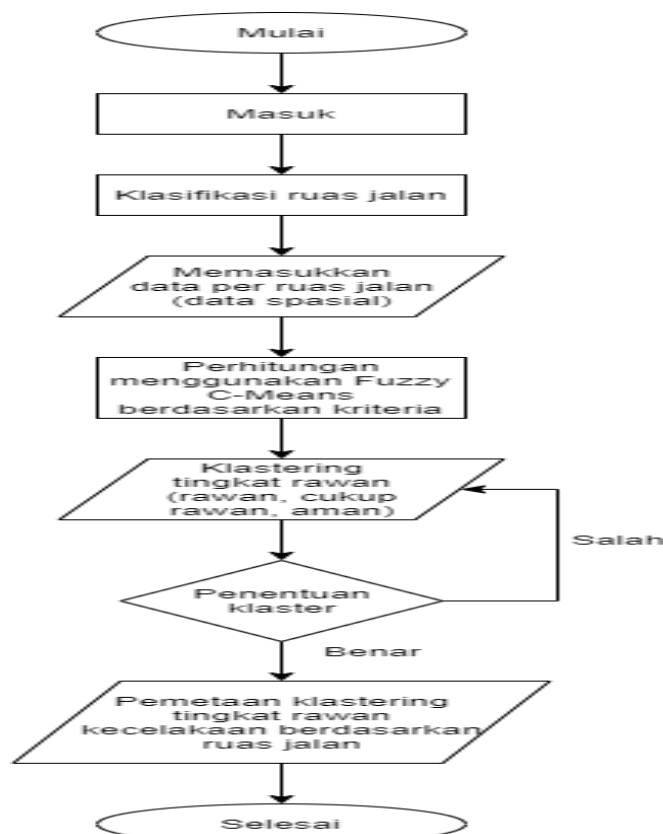 Mulai
Masuk
Klasifikasi ruas jalan
Memasukkan
data per ruas jalan
(data spasial)
Perhitungan
menggunakan Fuzzy
C-Means
berdasarkan kriteria
Klastering
tingkat rawan
(rawan, cukup
rawan, aman)
Salah
Penentuan
klaster
Benar
Pemetaan klastering
tingkat rawan
kecelakaan berdasarkan
ruas jalan
Selesai